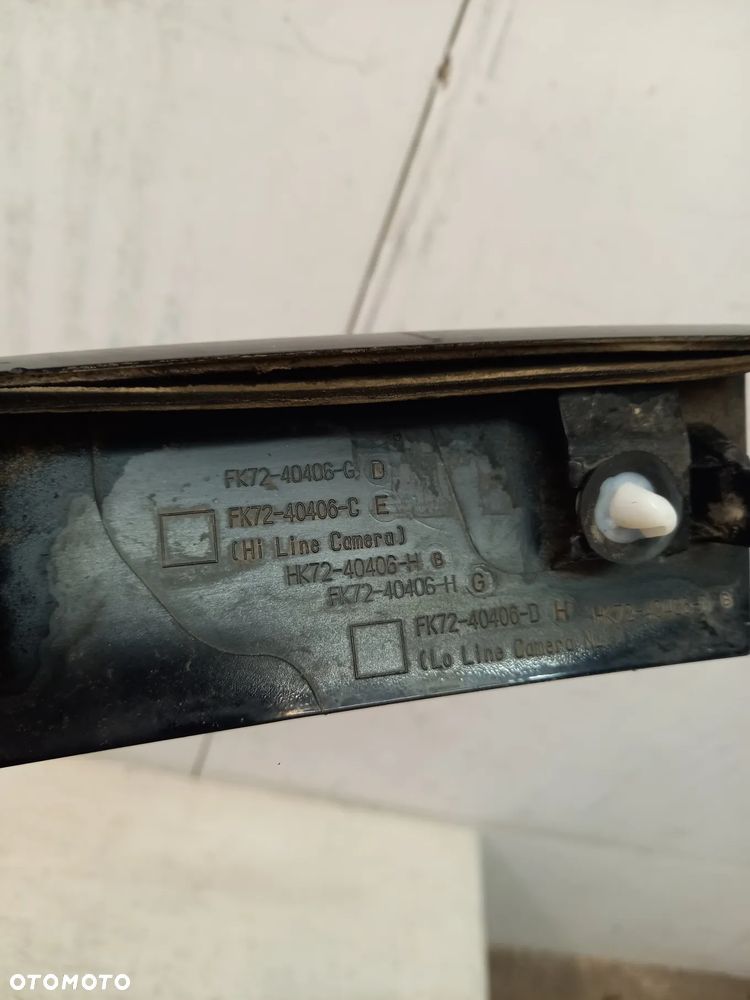 FK72-40406-G D
FK72-40406-C E
(Hi Line Camera)
HK72-40406-H B
FK72-40406-H G
FK72-40406-D H
(Lo Line Camera
OTOMOTO